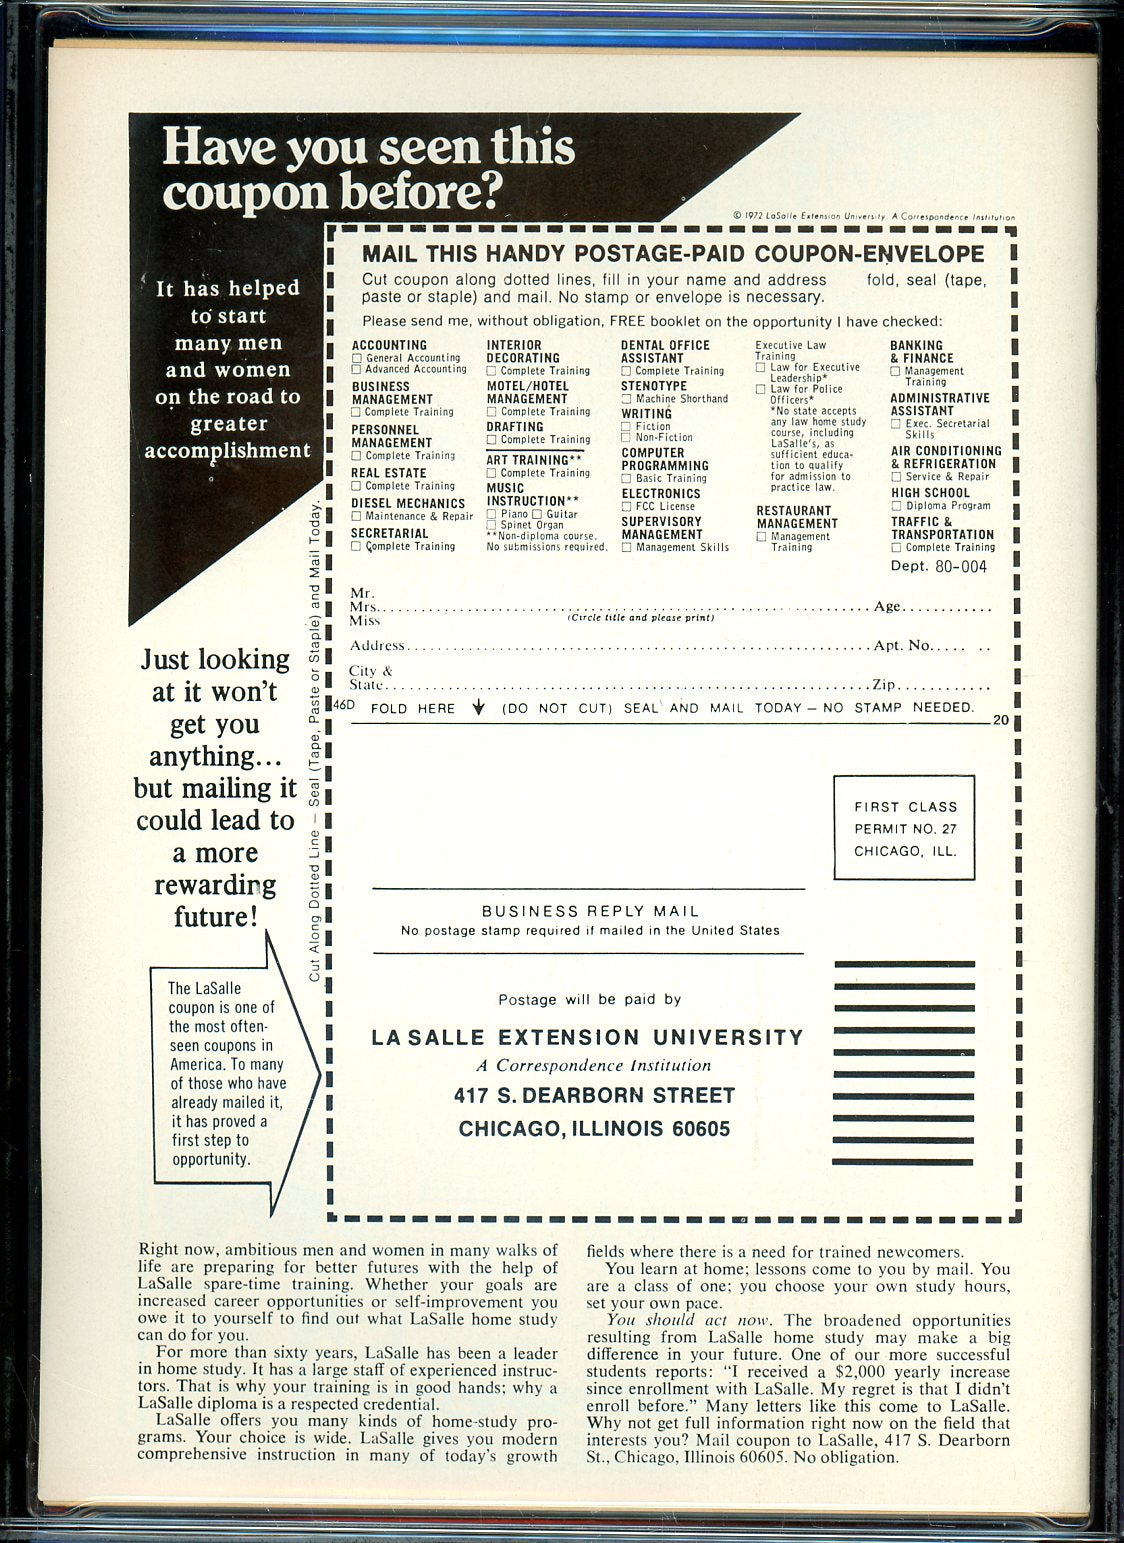 Have you seen this
coupon before?
© 1972 LaSalle Extension University A Correspondence Institution
It has helped
to start
many men
and women
on the road to
greater
accomplishment
MAIL THIS HANDY POSTAGE-PAID COUPON-ENVELOPE
Cut coupon along dotted lines, fill in your name and address fold, seal (tape,
paste or staple) and mail. No stamp or envelope is necessary.
Please send me, without obligation, FREE booklet on the opportunity I have checked:
ACCOUNTING
☐ General Accounting
☐ Advanced Accounting
BUSINESS
MANAGEMENT
☐ Complete Training
PERSONNEL
MANAGEMENT
☐ Complete Training
REAL ESTATE
☐ Complete Training
DIESEL MECHANICS
☐ Maintenance & Repair
SECRETARIAL
☐ Complete Training
INTERIOR
DECORATING
☐ Complete Training
MOTEL/HOTEL
MANAGEMENT
☐ Complete Training
DRAFTING
☐ Complete Training
ART TRAINING**
☐ Complete Training
MUSIC
INSTRUCTION**
☐ Piano ☐ Guitar
☐ Spinet Organ
**Non-diploma course.
No submissions required.
DENTAL OFFICE
ASSISTANT
☐ Complete Training
STENOTYPE
☐ Machine Shorthand
WRITING
☐ Fiction
☐ Non-Fiction
COMPUTER
PROGRAMMING
☐ Basic Training
ELECTRONICS
☐ FCC License
SUPERVISORY
MANAGEMENT
☐ Management Skills
Executive Law
Training
☐ Law for Executive
Leadership*
☐ Law for Police
Officers*
*No state accepts
any law home study
course, including
LaSalle's, as
sufficient educa-
tion to qualify
for admission to
practice law.
RESTAURANT
MANAGEMENT
☐ Management
Training
BANKING
& FINANCE
☐ Management
Training
ADMINISTRATIVE
ASSISTANT
☐ Exec. Secretarial
Skills
AIR CONDITIONING
& REFRIGERATION
☐ Service & Repair
HIGH SCHOOL
☐ Diploma Program
TRAFFIC &
TRANSPORTATION
☐ Complete Training
Dept. 80-004
Mr.
Mrs. Age
Miss (Circle title and please print)
Address Apt. No.
City &
State Zip
46D FOLD HERE (DO NOT CUT) SEAL AND MAIL TODAY – NO STAMP NEEDED.
20
Cut Along Dotted Line — Seal (Tape, Paste or Staple) and Mail Today.
Just looking
at it won't
get you
anything...
but mailing it
could lead to
a more
rewarding
future!
FIRST CLASS
PERMIT NO. 27
CHICAGO, ILL.
BUSINESS REPLY MAIL
No postage stamp required if mailed in the United States
Postage will be paid by
LA SALLE EXTENSION UNIVERSITY
A Correspondence Institution
417 S. DEARBORN STREET
CHICAGO, ILLINOIS 60605
The LaSalle
coupon is one of
the most often-
seen coupons in
America. To many
of those who have
already mailed it,
it has proved a
first step to
opportunity.
Right now, ambitious men and women in many walks of
life are preparing for better futures with the help of
LaSalle spare-time training. Whether your goals are
increased career opportunities or self-improvement you
owe it to yourself to find out what LaSalle home study
can do for you.
For more than sixty years, LaSalle has been a leader
in home study. It has a large staff of experienced instruc-
tors. That is why your training is in good hands; why a
LaSalle diploma is a respected credential.
LaSalle offers you many kinds of home-study pro-
grams. Your choice is wide. LaSalle gives you modern
comprehensive instruction in many of today's growth
fields where there is a need for trained newcomers.
You learn at home; lessons come to you by mail. You
are a class of one; you choose your own study hours,
set your own pace.
You should act now. The broadened opportunities
resulting from LaSalle home study may make a big
difference in your future. One of our more successful
students reports: "I received a $2,000 yearly increase
since enrollment with LaSalle. My regret is that I didn't
enroll before." Many letters like this come to LaSalle.
Why not get full information right now on the field that
interests you? Mail coupon to LaSalle, 417 S. Dearborn
St., Chicago, Illinois 60605. No obligation.